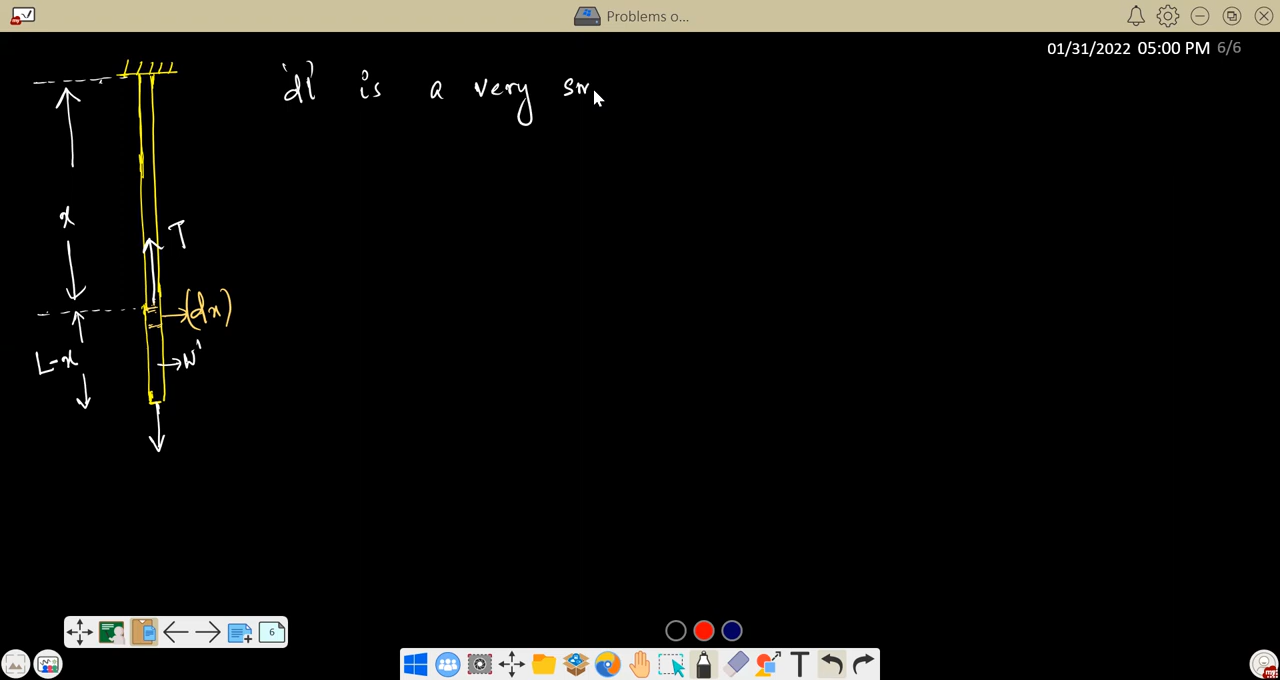 Problems o...
01/31/2022 05:00 PM 6/6
'dl' is a very sm
x
T
(dx)
L-x
W'
6